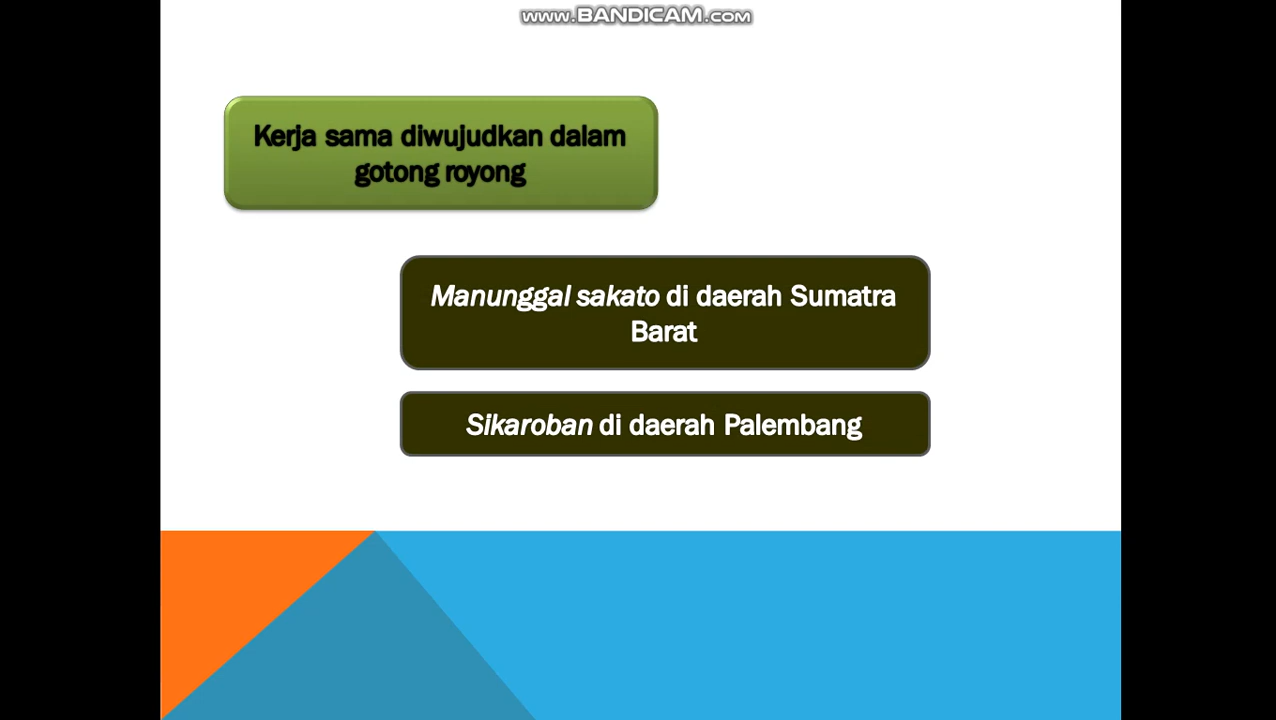 www.BANDICAM.com
Kerja sama diwujudkan dalam
gotong royong
Manunggal sakato di daerah Sumatra
Barat
Sikaroban di daerah Palembang